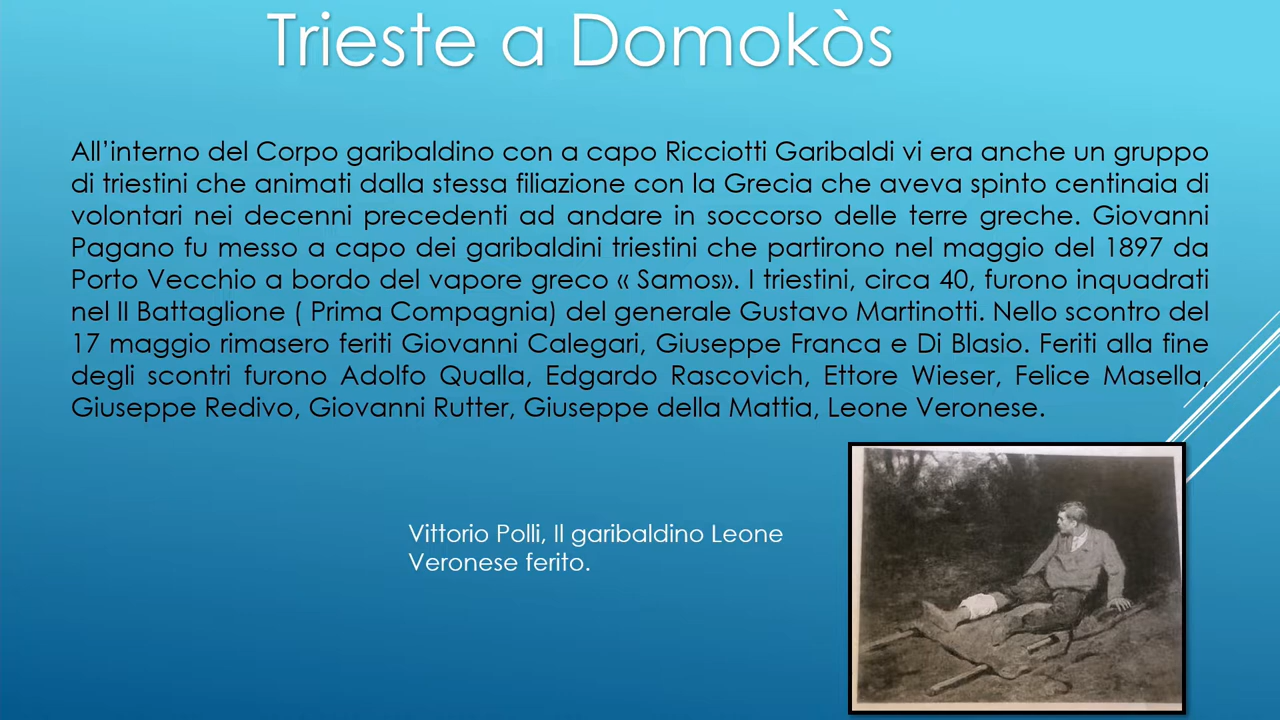 Trieste a Domokòs
All’interno del Corpo garibaldino con a capo Ricciotti Garibaldi vi era anche un gruppo
di triestini che animati dalla stessa filiazione con la Grecia che aveva spinto centinaia di
volontari nei decenni precedenti ad andare in soccorso delle terre greche. Giovanni
Pagano fu messo a capo dei garibaldini triestini che partirono nel maggio del 1897 da
Porto Vecchio a bordo del vapore greco « Samos». I triestini, circa 40, furono inquadrati
nel II Battaglione ( Prima Compagnia) del generale Gustavo Martinotti. Nello scontro del
17 maggio rimasero feriti Giovanni Calegari, Giuseppe Franca e Di Blasio. Feriti alla fine
degli scontri furono Adolfo Qualla, Edgardo Rascovich, Ettore Wieser, Felice Masella,
Giuseppe Redivo, Giovanni Rutter, Giuseppe della Mattia, Leone Veronese.
Vittorio Polli, Il garibaldino Leone
Veronese ferito.